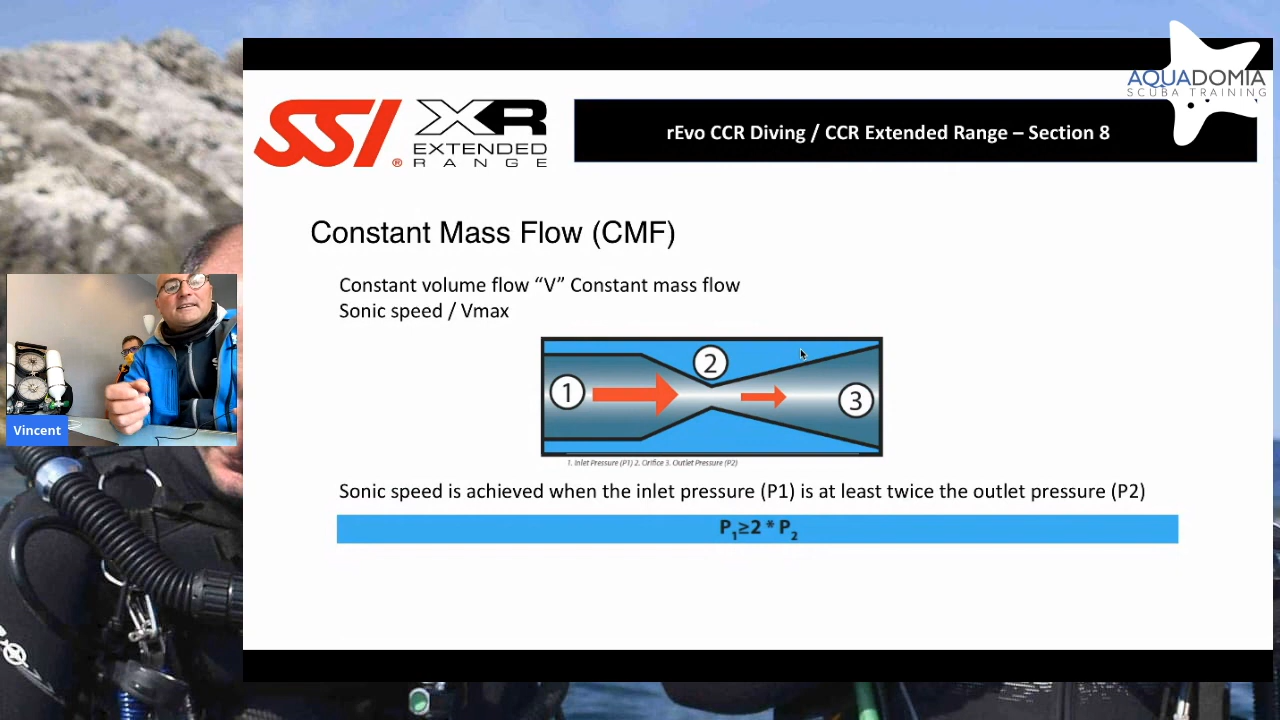 AQUADOMIA
SCUBA TRAINING
SSI® XR
EXTENDED
RANGE
rEvo CCR Diving / CCR Extended Range – Section 8
Constant Mass Flow (CMF)
Constant volume flow “V” Constant mass flow
Sonic speed / Vmax
1
2
3
1. Inlet Pressure (P1) 2. Orifice 3. Outlet Pressure (P2)
Vincent
Sonic speed is achieved when the inlet pressure (P1) is at least twice the outlet pressure (P2)
P₁≥2 * P₂